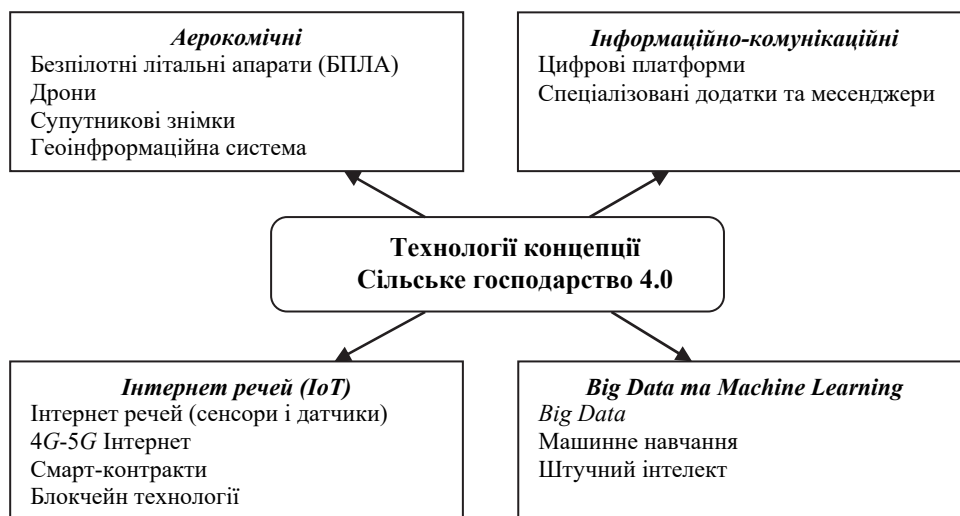 Аерокомічні
Безпілотні літальні апарати (БПЛА)
Дрони
Супутникові знімки
Геоінфрормаційна система
Інформаційно-комунікаційні
Цифрові платформи
Спеціалізовані додатки та месенджери
Технології концепції
Сільське господарство 4.0
Інтернет речей (IoT)
Інтернет речей (сенсори і датчики)
4G-5G Інтернет
Смарт-контракти
Блокчейн технології
Big Data та Machine Learning
Big Data
Машинне навчання
Штучний інтелект